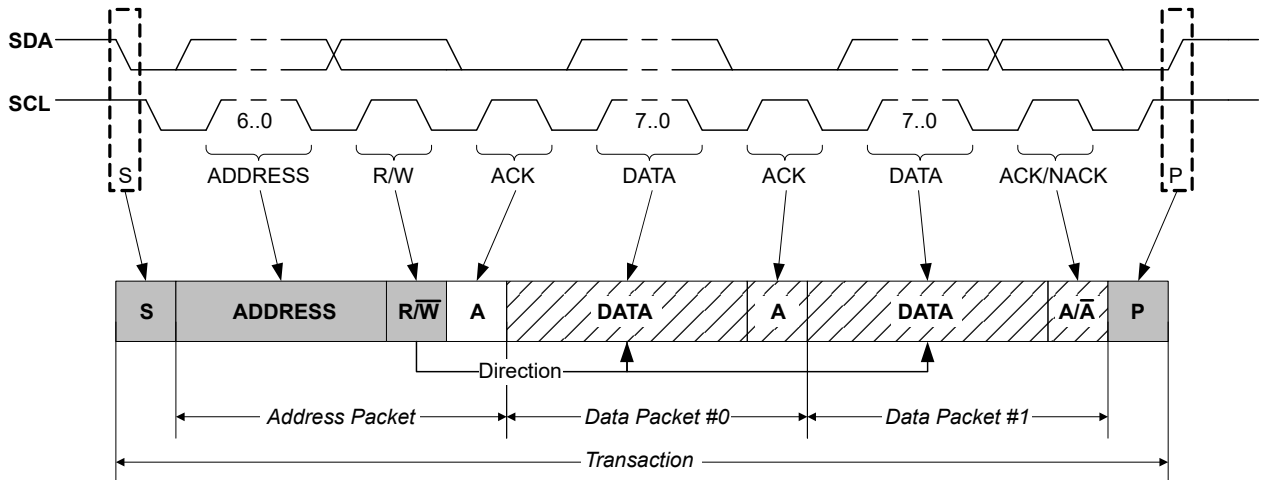 SDA
SCL
6..0
7..0
7..0
S
ADDRESS
R/W
ACK
DATA
ACK
DATA
ACK/NACK
P
S
ADDRESS
R/W̅
A
DATA
A
DATA
A/A̅
P
Direction
Address Packet
Data Packet #0
Data Packet #1
Transaction